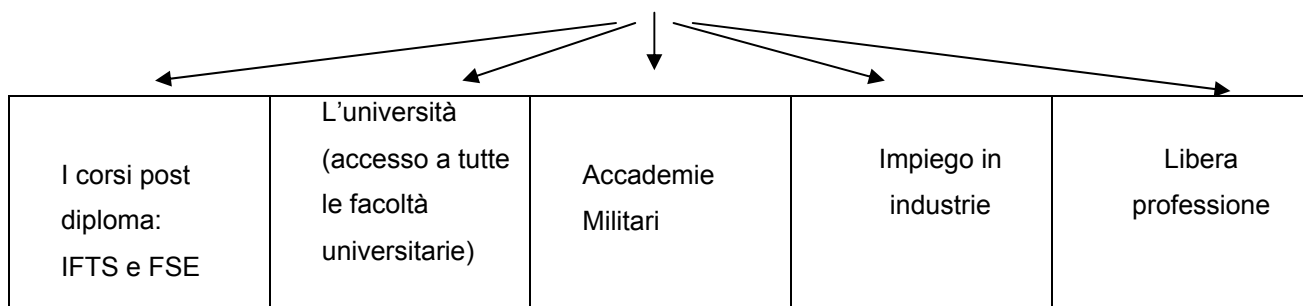 I corsi post
diploma:
IFTS e FSE
L'università
(accesso a tutte
le facoltà
universitarie)
Accademie
Militari
Impiego in
industrie
Libera
professione